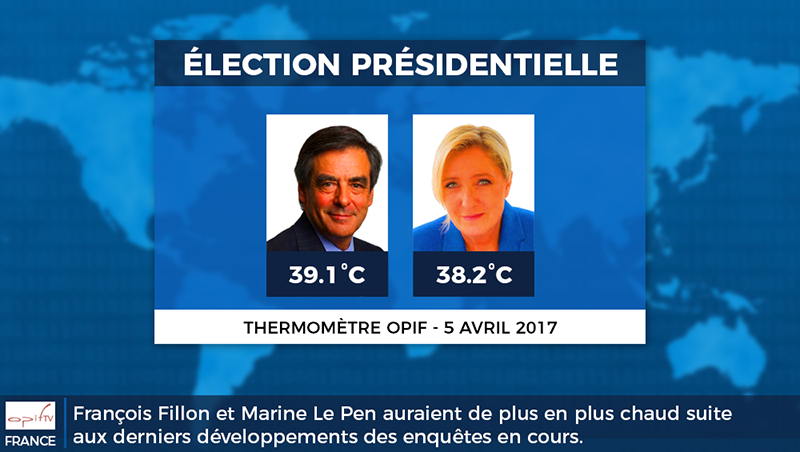 ÉLECTION PRÉSIDENTIELLE
39.1°C 38.2°C
THERMOMÈTRE OPIF - 5 AVRIL 2017
opifTV
FRANCE
François Fillon et Marine Le Pen auraient de plus en plus chaud suite
aux derniers développements des enquêtes en cours.